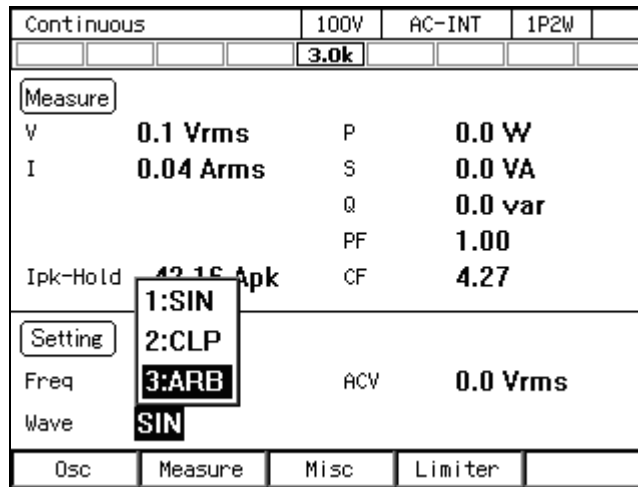 Continuous 100V AC-INT 1P2W
3.0k
Measure
V 0.1 Vrms P 0.0 W
I 0.04 Arms S 0.0 VA
Q 0.0 var
PF 1.00
Ipk-Hold Apk CF 4.27
1:SIN
Setting 2:CLP
Freq 3:ARB ACV 0.0 Vrms
Wave SIN
Osc Measure Misc Limiter